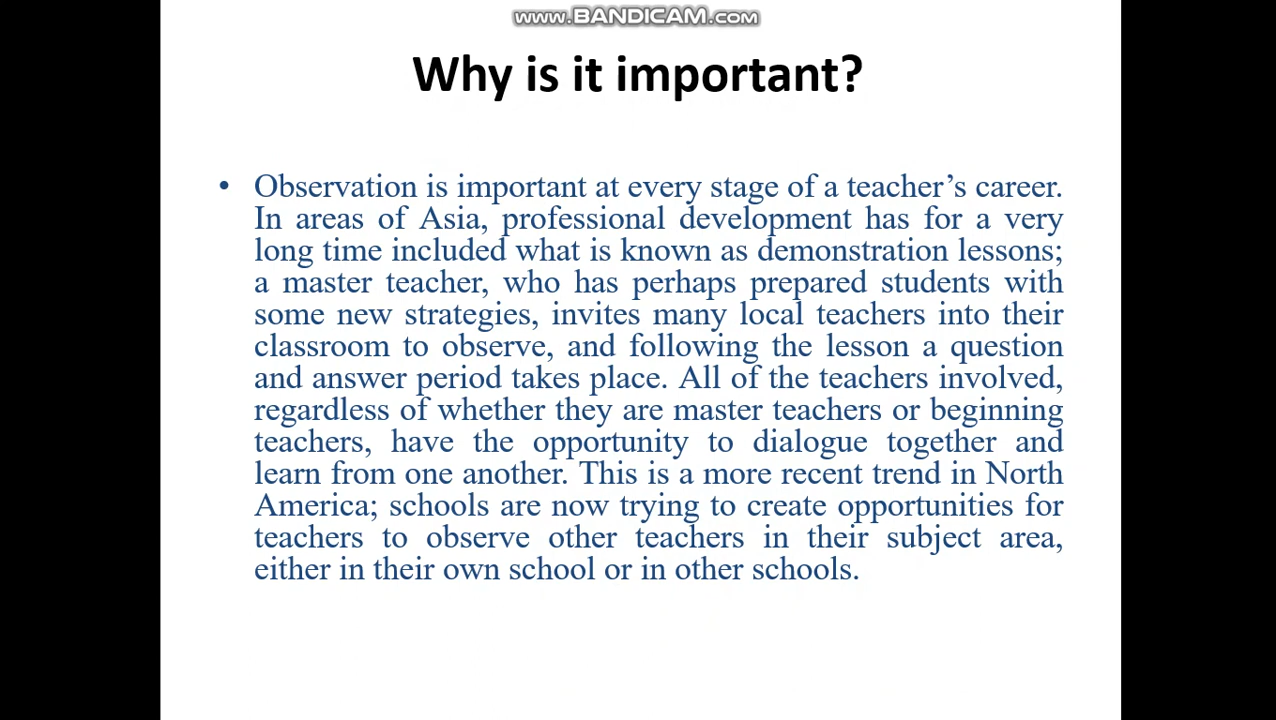 www.BANDICAM.com
Why is it important?
• Observation is important at every stage of a teacher’s career.
In areas of Asia, professional development has for a very
long time included what is known as demonstration lessons;
a master teacher, who has perhaps prepared students with
some new strategies, invites many local teachers into their
classroom to observe, and following the lesson a question
and answer period takes place. All of the teachers involved,
regardless of whether they are master teachers or beginning
teachers, have the opportunity to dialogue together and
learn from one another. This is a more recent trend in North
America; schools are now trying to create opportunities for
teachers to observe other teachers in their subject area,
either in their own school or in other schools.